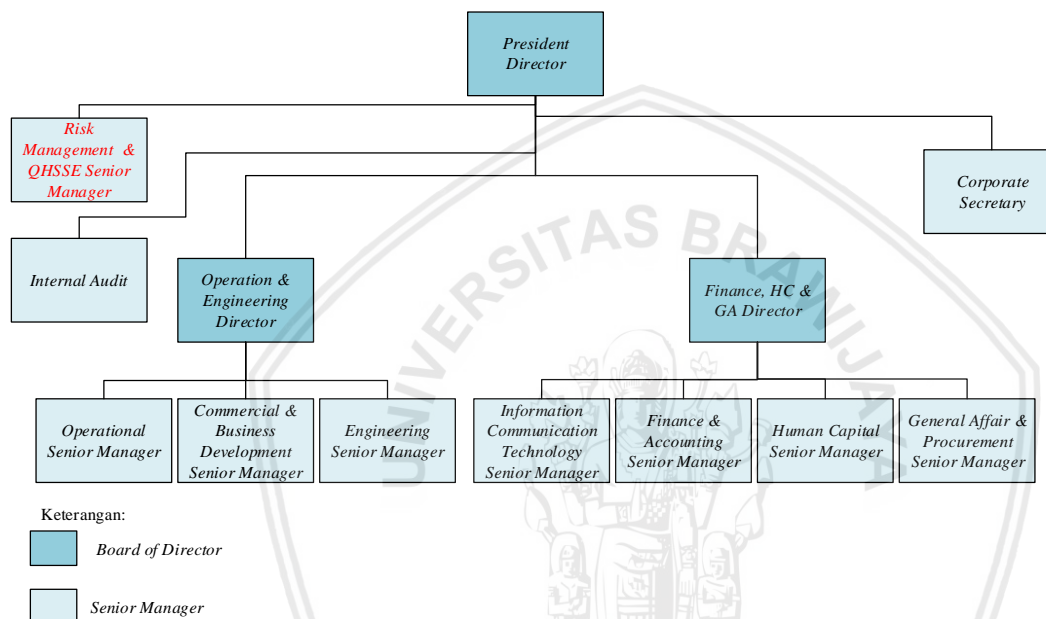 President
Director
Risk
Management &
QHSSE Senior
Manager
Corporate
Secretary
Internal Audit
Operation &
Engineering
Director
Finance, HC &
GA Director
Operational
Senior Manager
Commercial &
Business
Development
Senior Manager
Engineering
Senior Manager
Information
Communication
Technology
Senior Manager
Finance &
Accounting
Senior Manager
Human Capital
Senior Manager
General Affair &
Procurement
Senior Manager
Keterangan:
Board of Director
Senior Manager
UNIVERSITAS BRAWIJAYA